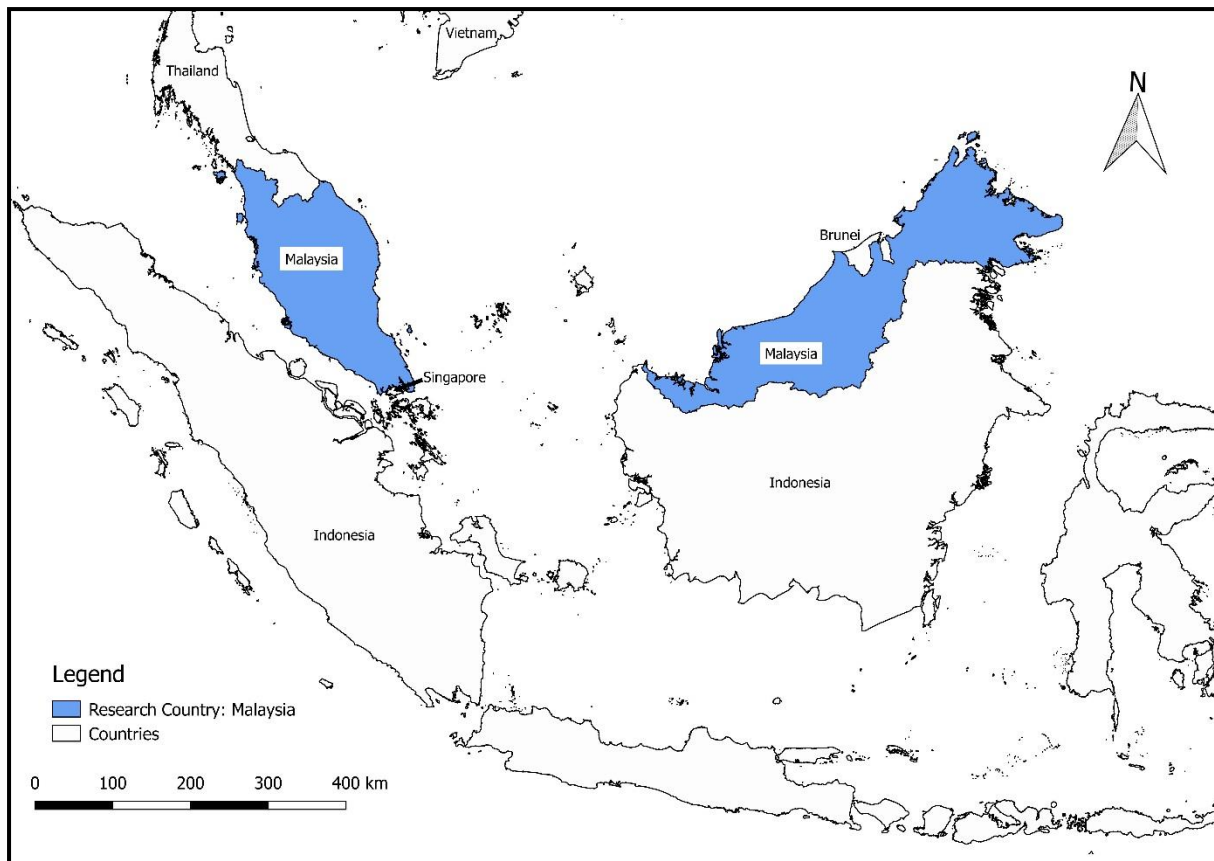 Vietnam
Thailand
N
Brunei
Malaysia
Malaysia
Singapore
Indonesia
Indonesia
Legend
Research Country: Malaysia
Countries
0 100 200 300 400 km